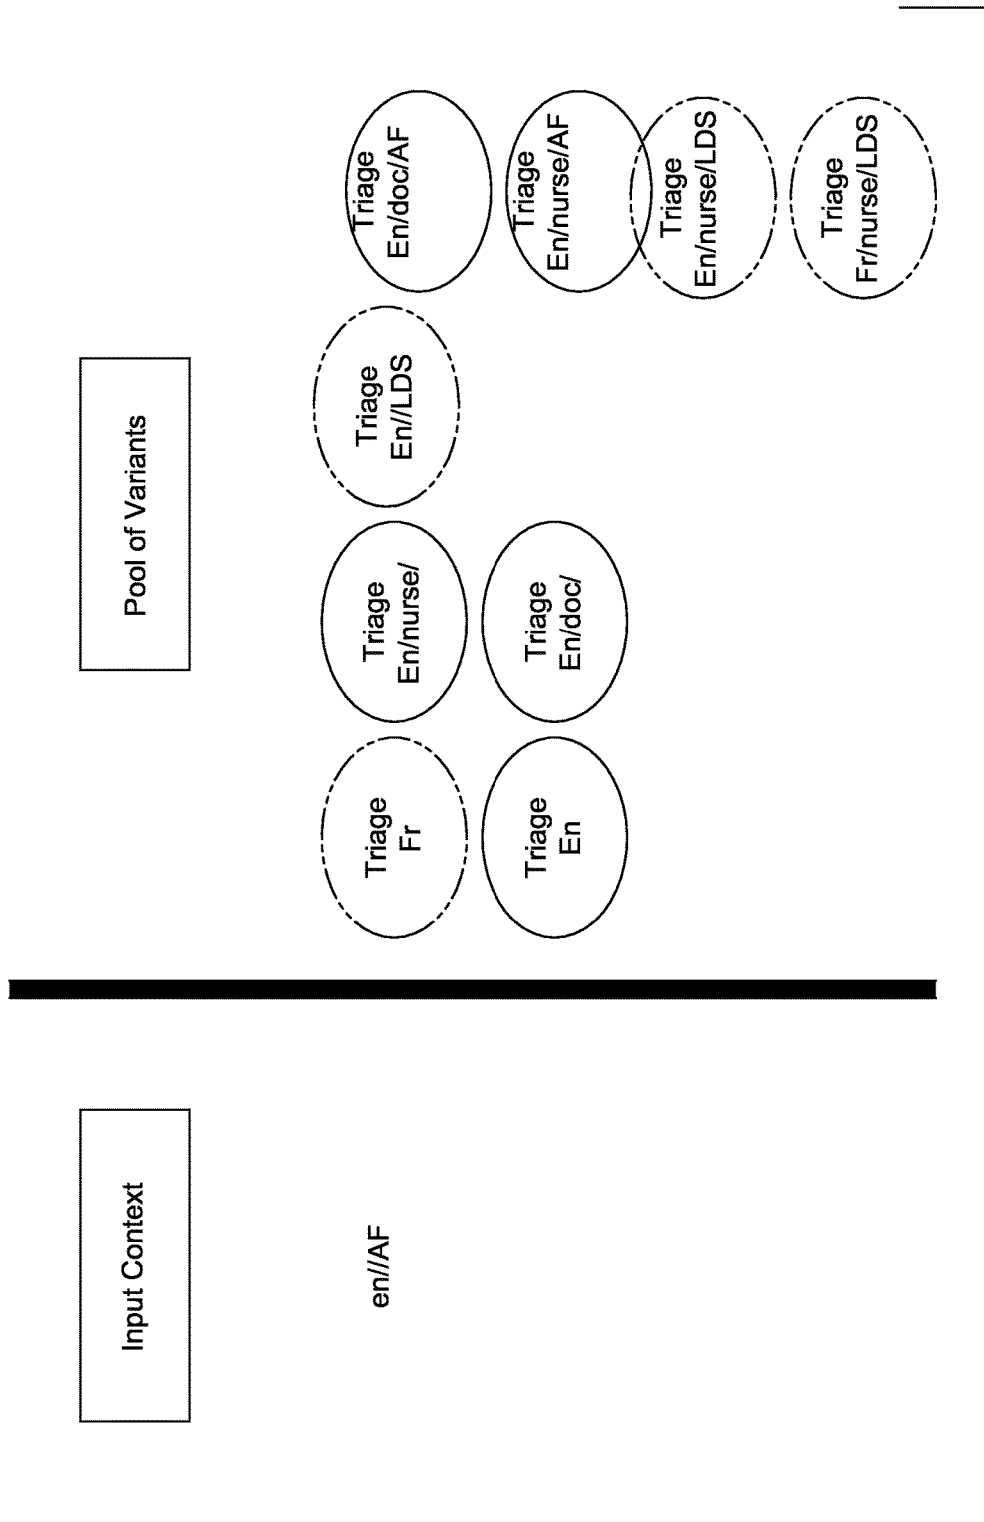 Input Context
Pool of Variants
en//AF
Triage
Fr
Triage
En
Triage
En/nurse/
Triage
En/doc/
Triage
En//LDS
Triage
En/doc/AF
Triage
En/nurse/AF
Triage
En/nurse/LDS
Triage
Fr/nurse/LDS